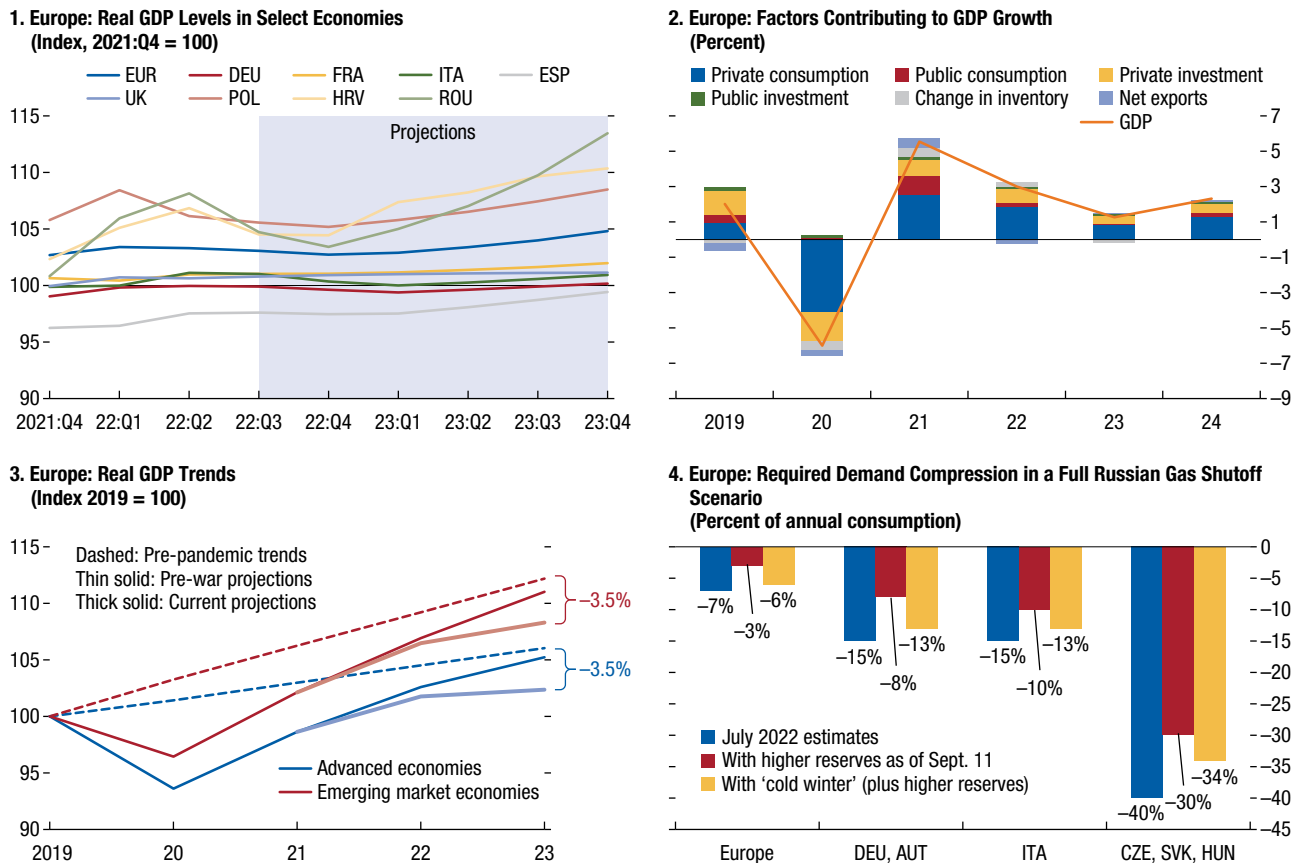 1. Europe: Real GDP Levels in Select Economies
(Index, 2021:Q4 = 100)
EUR DEU FRA ITA ESP
UK POL HRV ROU
Projections
115
110
105
100
95
90
2021:Q4 22:Q1 22:Q2 22:Q3 22:Q4 23:Q1 23:Q2 23:Q3 23:Q4
2. Europe: Factors Contributing to GDP Growth
(Percent)
Private consumption Public consumption Private investment
Public investment Change in inventory Net exports
GDP
7
5
3
1
–1
–3
–5
–7
–9
2019 20 21 22 23 24
3. Europe: Real GDP Trends
(Index 2019 = 100)
Dashed: Pre-pandemic trends
Thin solid: Pre-war projections
Thick solid: Current projections
–3.5%
–3.5%
Advanced economies
Emerging market economies
115
110
105
100
95
90
2019 20 21 22 23
4. Europe: Required Demand Compression in a Full Russian Gas Shutoff
Scenario
(Percent of annual consumption)
0
–5
–10
–15
–20
–25
–30
–35
–40
–45
–7% –3% –6%
–15% –8% –13%
–15% –10% –13%
–40% –30% –34%
July 2022 estimates
With higher reserves as of Sept. 11
With ‘cold winter’ (plus higher reserves)
Europe DEU, AUT ITA CZE, SVK, HUN